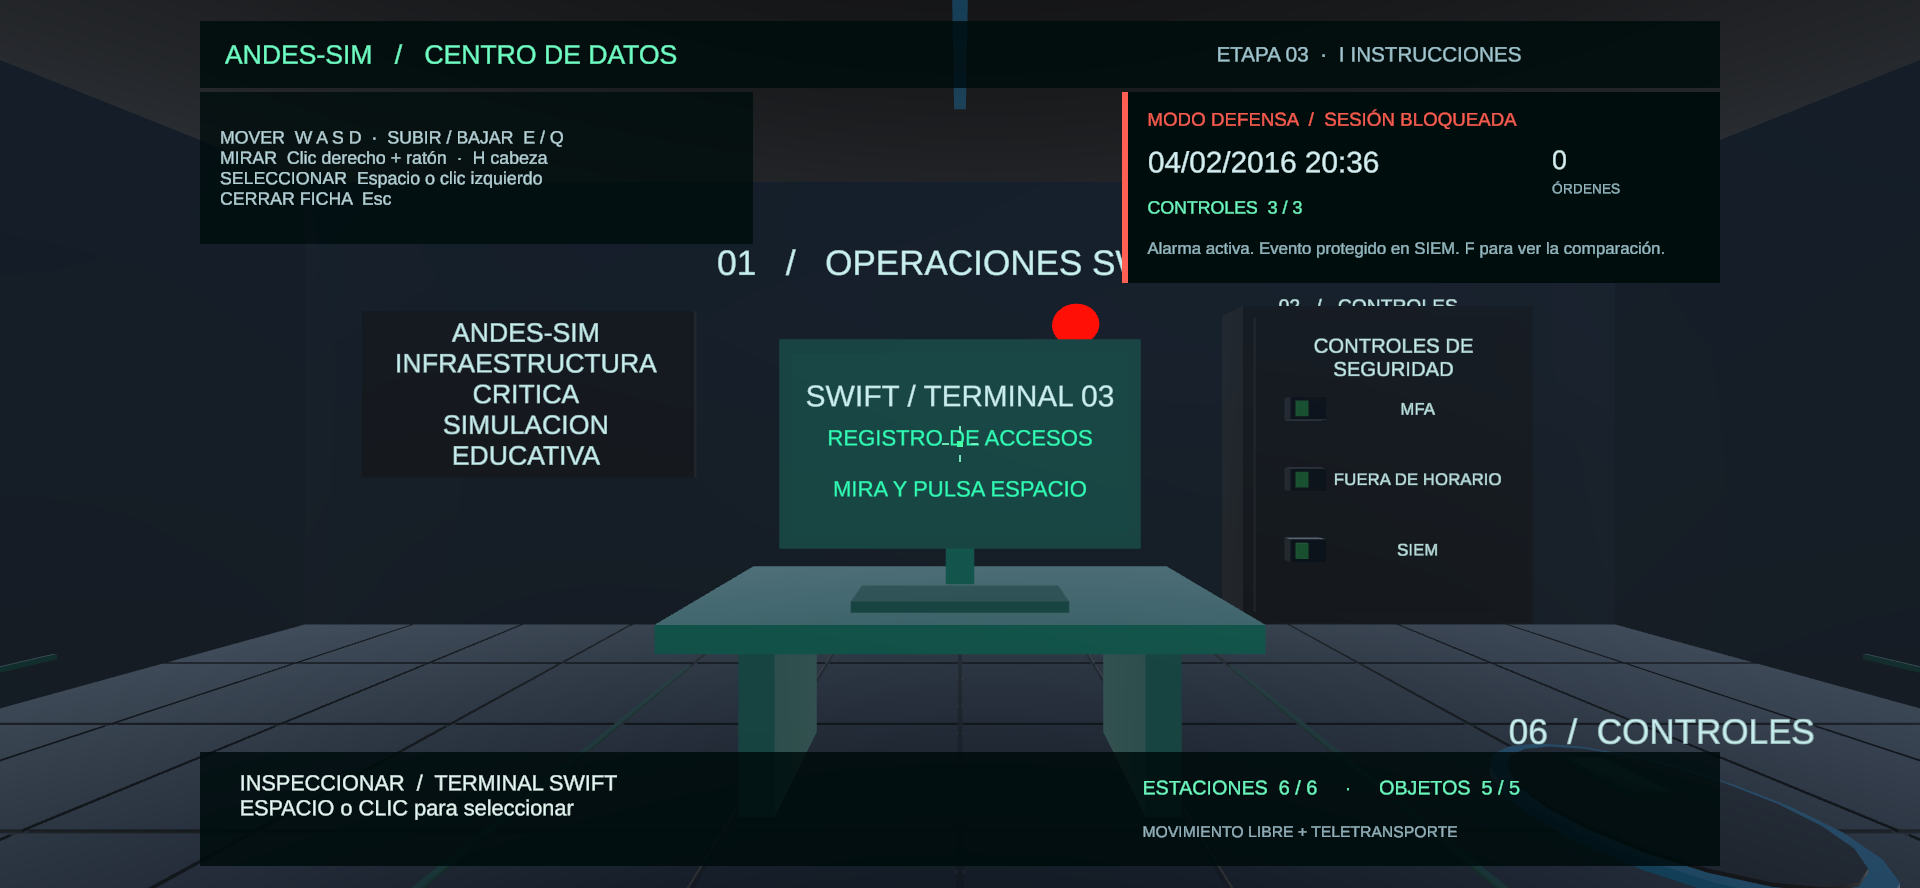 ANDES-SIM / CENTRO DE DATOS
ETAPA 03 · I INSTRUCCIONES
MOVER W A S D · SUBIR / BAJAR E / Q
MIRAR Clic derecho + ratón · H cabeza
SELECCIONAR Espacio o clic izquierdo
CERRAR FICHA Esc
MODO DEFENSA / SESIÓN BLOQUEADA
04/02/2016 20:36
0
ÓRDENES
CONTROLES 3 / 3
Alarma activa. Evento protegido en SIEM. F para ver la comparación.
01 / OPERACIONES
ANDES-SIM
INFRAESTRUCTURA
CRITICA
SIMULACION
EDUCATIVA
SWIFT / TERMINAL 03
REGISTRO DE ACCESOS
MIRA Y PULSA ESPACIO
/ CONTROLES
CONTROLES DE
SEGURIDAD
MFA
FUERA DE HORARIO
SIEM
06 / CONTROLES
INSPECCIONAR / TERMINAL SWIFT
ESPACIO o CLIC para seleccionar
ESTACIONES 6 / 6 · OBJETOS 5 / 5
MOVIMIENTO LIBRE + TELETRANSPORTE